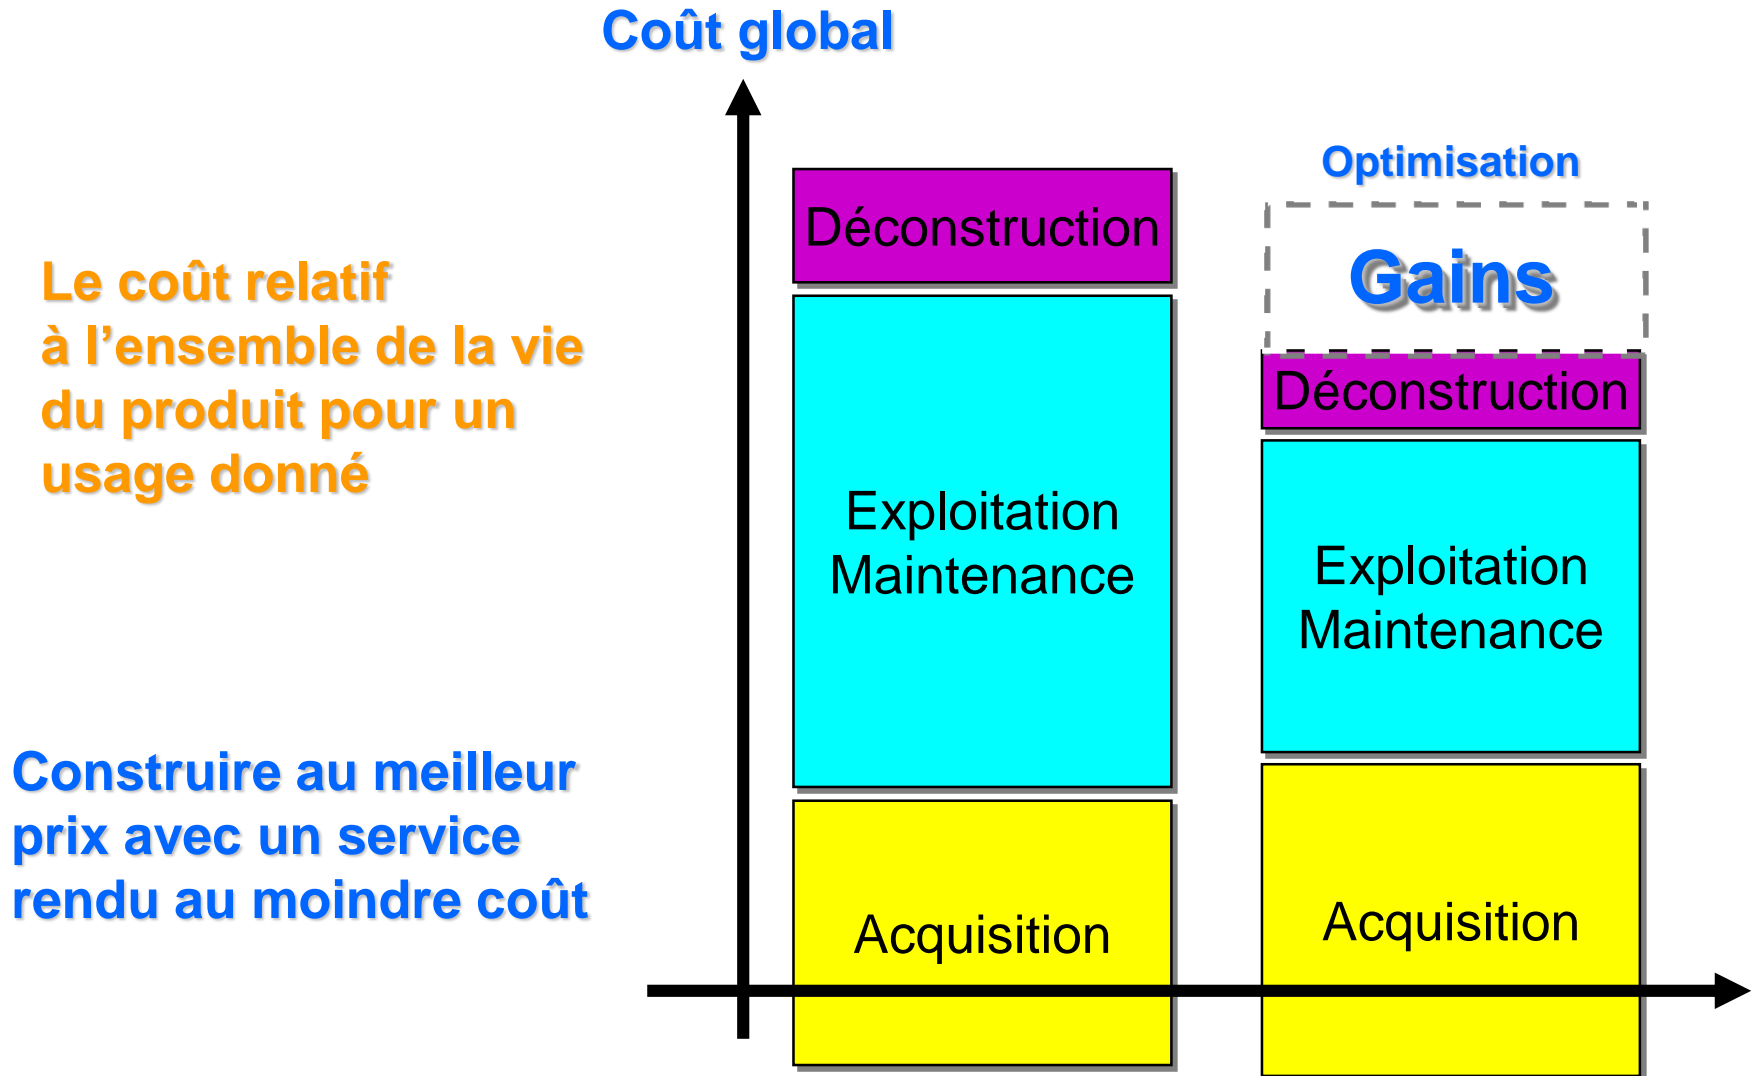 Coût global
Le coût relatif
à l’ensemble de la vie
du produit pour un
usage donné
Construire au meilleur
prix avec un service
rendu au moindre coût
Déconstruction
Exploitation
Maintenance
Acquisition
Optimisation
Gains
Déconstruction
Exploitation
Maintenance
Acquisition